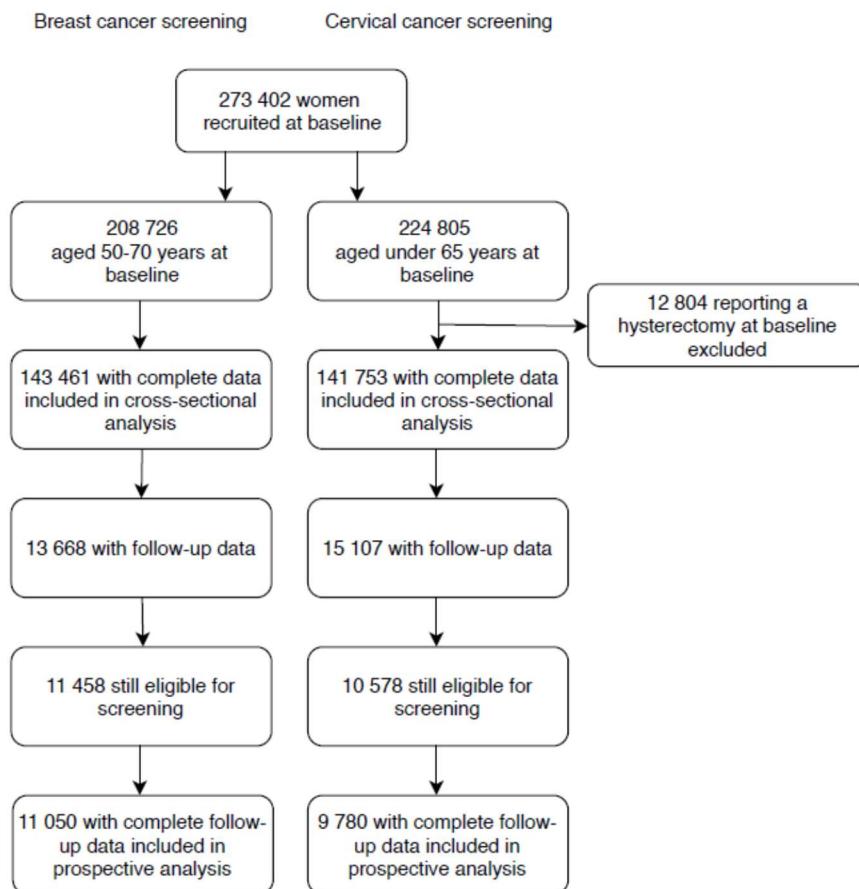 Breast cancer screening
Cervical cancer screening
273 402 women
recruited at baseline
208 726
aged 50-70 years at
baseline
224 805
aged under 65 years at
baseline
12 804 reporting a
hysterectomy at baseline
excluded
143 461 with complete data
included in cross-sectional
analysis
141 753 with complete data
included in cross-sectional
analysis
13 668 with follow-up data
15 107 with follow-up data
11 458 still eligible for
screening
10 578 still eligible for
screening
11 050 with complete follow-
up data included in
prospective analysis
9 780 with complete follow-
up data included in
prospective analysis